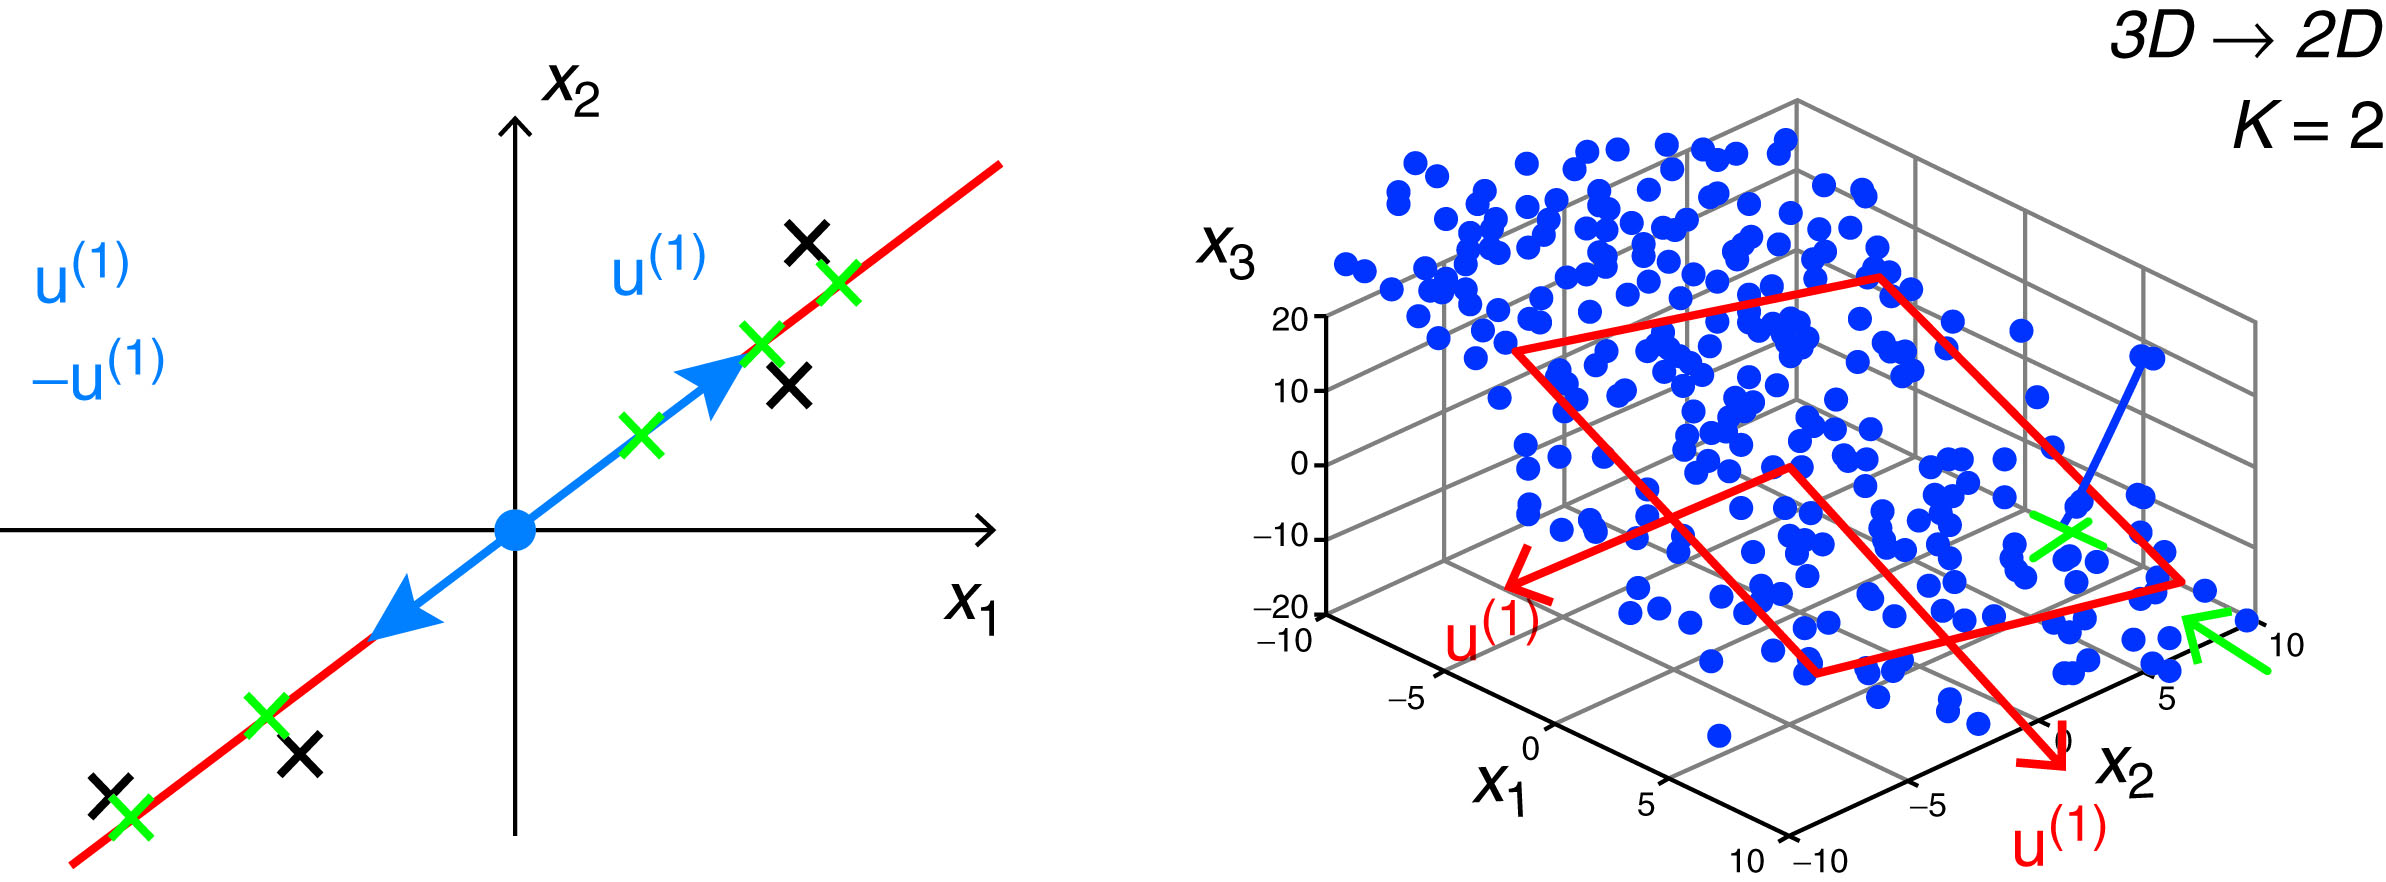 x₂
u⁽¹⁾
–u⁽¹⁾
u⁽¹⁾
x₁
3D → 2D
K = 2
x₃
20
10
0
–10
–20
–10
–5
0
5
10
–10
–5
0
5
10
x₁
x₂
u⁽¹⁾
u⁽¹⁾